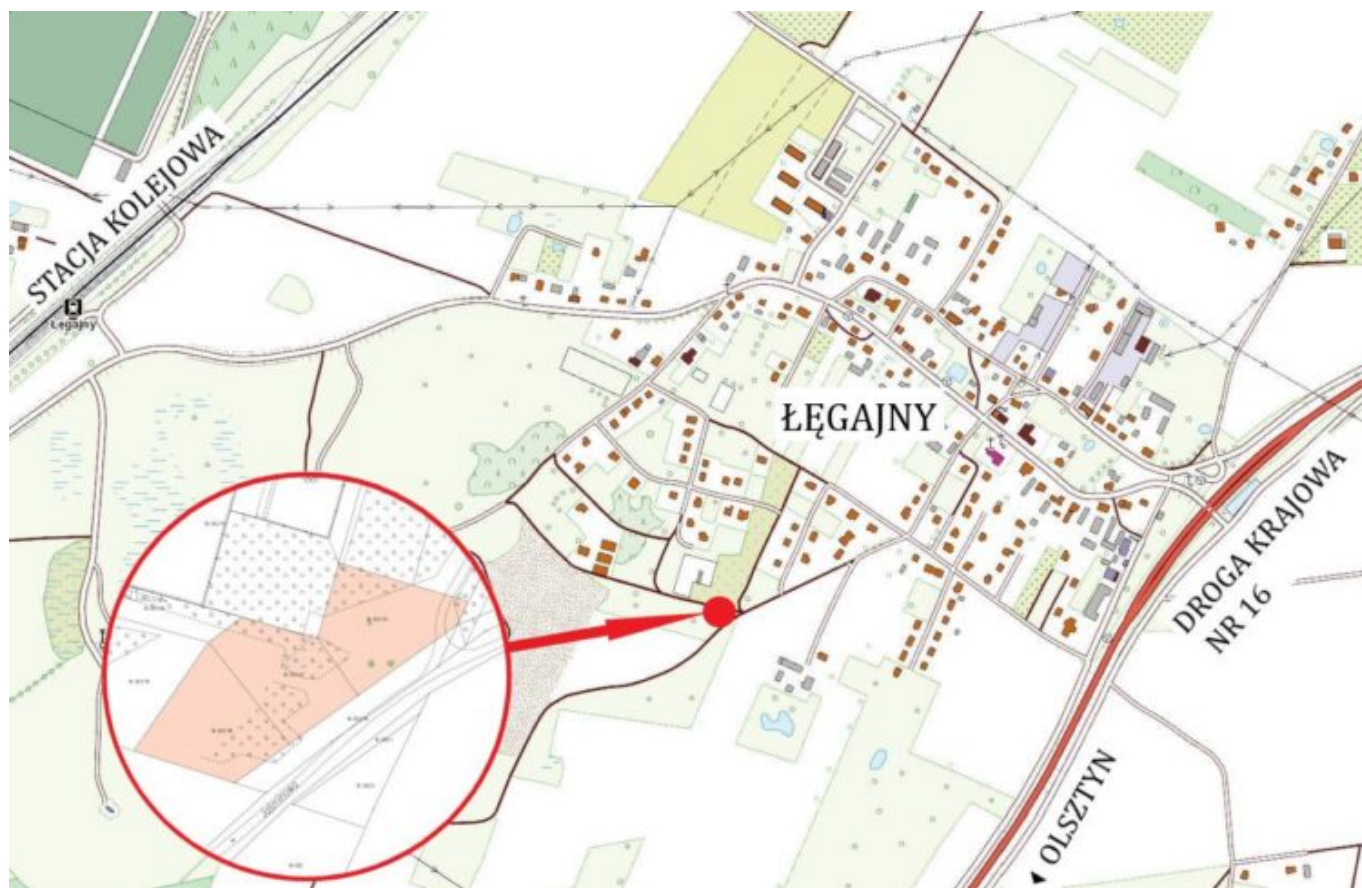 STACJA KOLEJOWA
Łęgajny
ŁĘGAJNY
DROGA KRAJOWA
NR 16
OLSZTYN